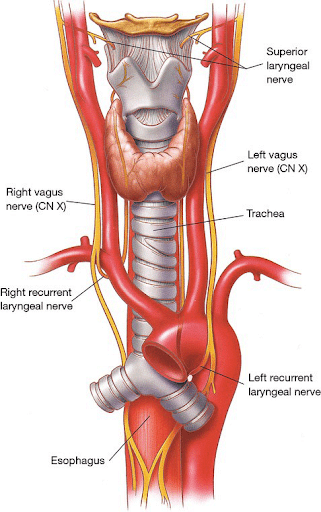 Superior
laryngeal
nerve
Left vagus
nerve (CN X)
Right vagus
nerve (CN X)
Trachea
Right recurrent
laryngeal nerve
Left recurrent
laryngeal nerve
Esophagus